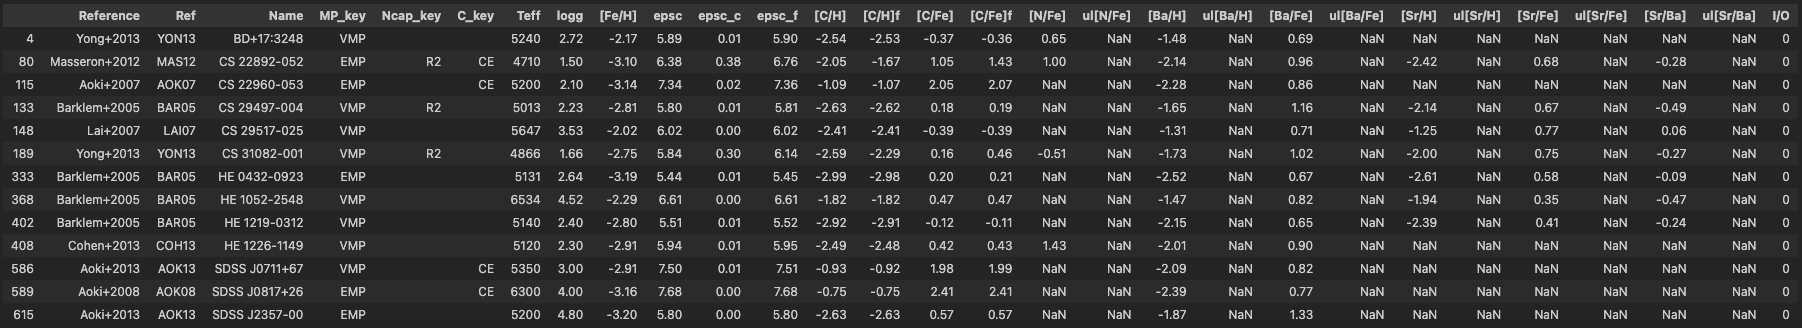 Reference Ref Name MP_key Ncap_key C_key Teff logg [Fe/H] epsc epsc_c epsc_f [C/H] [C/H]f [C/Fe] [C/Fe]f [N/Fe] ul[N/Fe] [Ba/H] ul[Ba/H] [Ba/Fe] ul[Ba/Fe] [Sr/H] ul[Sr/H] [Sr/Fe] ul[Sr/Fe] [Sr/Ba] ul[Sr/Ba] I/O
4 Yong+2013 YON13 BD+17:3248 VMP 5240 2.72 -2.17 5.89 0.01 5.90 -2.54 -2.53 -0.37 -0.36 0.65 NaN -1.48 NaN 0.69 NaN NaN NaN NaN NaN NaN NaN 0
80 Masseron+2012 MAS12 CS 22892-052 EMP R2 CE 4710 1.50 -3.10 6.38 0.38 6.76 -2.05 -1.67 1.05 1.43 1.00 NaN -2.14 NaN 0.96 NaN -2.42 NaN 0.68 NaN -0.28 NaN 0
115 Aoki+2007 AOK07 CS 22960-053 EMP CE 5200 2.10 -3.14 7.34 0.02 7.36 -1.09 -1.07 2.05 2.07 NaN NaN -2.28 NaN 0.86 NaN NaN NaN NaN NaN NaN NaN 0
133 Barklem+2005 BAR05 CS 29497-004 VMP R2 5013 2.23 -2.81 5.80 0.01 5.81 -2.63 -2.62 0.18 0.19 NaN NaN -1.65 NaN 1.16 NaN -2.14 NaN 0.67 NaN -0.49 NaN 0
148 Lai+2007 LAI07 CS 29517-025 VMP 5647 3.53 -2.02 6.02 0.00 6.02 -2.41 -2.41 -0.39 -0.39 NaN NaN -1.31 NaN 0.71 NaN -1.25 NaN 0.77 NaN 0.06 NaN 0
189 Yong+2013 YON13 CS 31082-001 VMP R2 4866 1.66 -2.75 5.84 0.30 6.14 -2.59 -2.29 0.16 0.46 -0.51 NaN -1.73 NaN 1.02 NaN -2.00 NaN 0.75 NaN -0.27 NaN 0
333 Barklem+2005 BAR05 HE 0432-0923 EMP 5131 2.64 -3.19 5.44 0.01 5.45 -2.99 -2.98 0.20 0.21 NaN NaN -2.52 NaN 0.67 NaN -2.61 NaN 0.58 NaN -0.09 NaN 0
368 Barklem+2005 BAR05 HE 1052-2548 VMP 6534 4.52 -2.29 6.61 0.00 6.61 -1.82 -1.82 0.47 0.47 NaN NaN -1.47 NaN 0.82 NaN -1.94 NaN 0.35 NaN -0.47 NaN 0
402 Barklem+2005 BAR05 HE 1219-0312 VMP 5140 2.40 -2.80 5.51 0.01 5.52 -2.92 -2.91 -0.12 -0.11 NaN NaN -2.15 NaN 0.65 NaN -2.39 NaN 0.41 NaN -0.24 NaN 0
408 Cohen+2013 COH13 HE 1226-1149 VMP 5120 2.30 -2.91 5.94 0.01 5.95 -2.49 -2.48 0.42 0.43 1.43 NaN -2.01 NaN 0.90 NaN NaN NaN NaN NaN NaN NaN 0
586 Aoki+2013 AOK13 SDSS J0711+67 VMP CE 5350 3.00 -2.91 7.50 0.01 7.51 -0.93 -0.92 1.98 1.99 NaN NaN -2.09 NaN 0.82 NaN NaN NaN NaN NaN NaN NaN 0
589 Aoki+2008 AOK08 SDSS J0817+26 EMP CE 6300 4.00 -3.16 7.68 0.00 7.68 -0.75 -0.75 2.41 2.41 NaN NaN -2.39 NaN 0.77 NaN NaN NaN NaN NaN NaN NaN 0
615 Aoki+2013 AOK13 SDSS J2357-00 EMP 5200 4.80 -3.20 5.80 0.00 5.80 -2.63 -2.63 0.57 0.57 NaN NaN -1.87 NaN 1.33 NaN NaN NaN NaN NaN NaN NaN 0